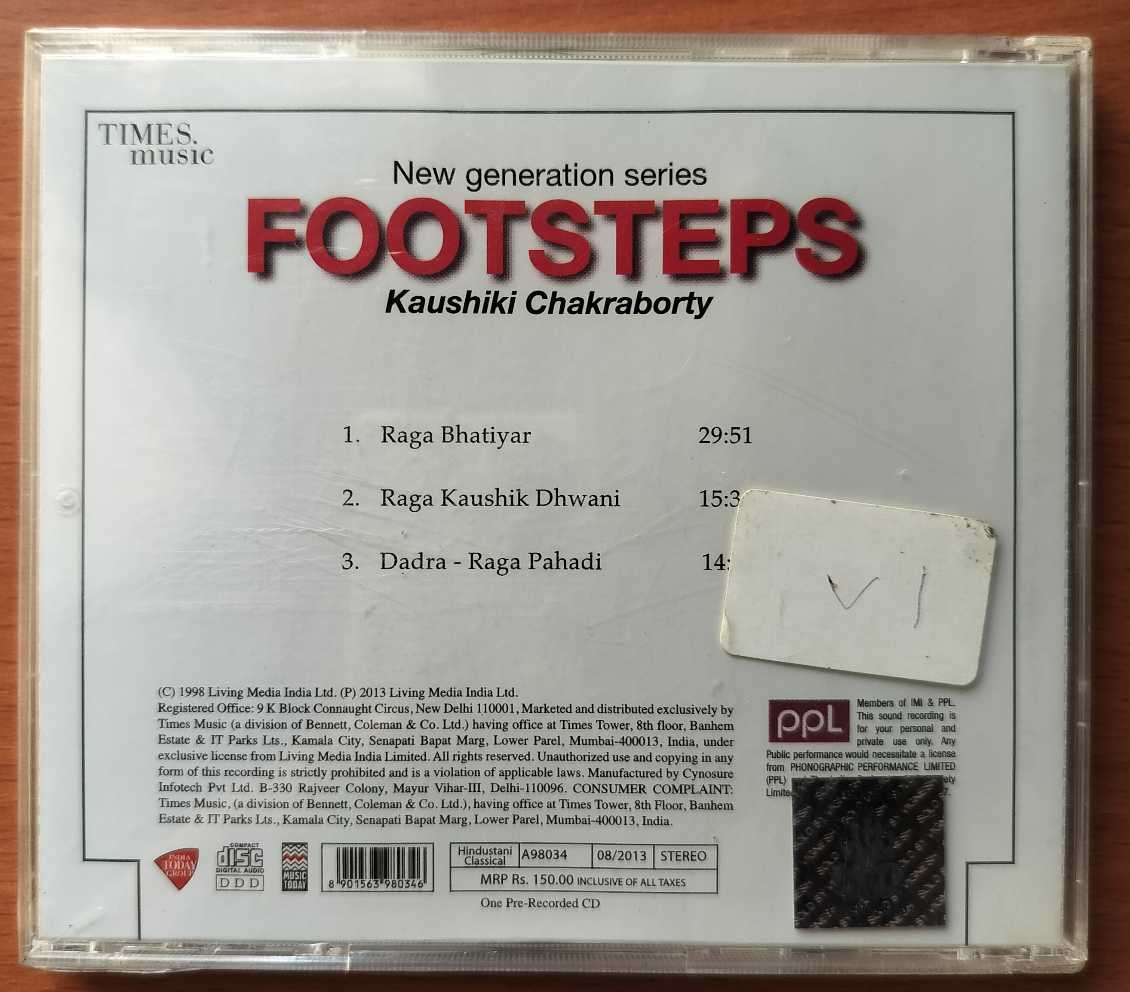 TIMES.
music
New generation series
FOOTSTEPS
Kaushiki Chakraborty
1. Raga Bhatiyar 29:51
2. Raga Kaushik Dhwani 15:3
3. Dadra - Raga Pahadi 14:
V 1
(C) 1998 Living Media India Ltd. (P) 2013 Living Media India Ltd.
Registered Office: 9 K Block Connaught Circus, New Delhi 110001, Marketed and distributed exclusively by
Times Music (a division of Bennett, Coleman & Co. Ltd.) having office at Times Tower, 8th floor, Banhem
Estate & IT Parks Lts., Kamala City, Senapati Bapat Marg, Lower Parel, Mumbai-400013, India, under
exclusive license from Living Media India Limited. All rights reserved. Unauthorized use and copying in any
form of this recording is strictly prohibited and is a violation of applicable laws. Manufactured by Cynosure
Infotech Pvt Ltd. B-330 Rajveer Colony, Mayur Vihar-III, Delhi-110096. CONSUMER COMPLAINT:
Times Music, (a division of Bennett, Coleman & Co. Ltd.), having office at Times Tower, 8th Floor, Banhem
Estate & IT Parks Lts., Kamala City, Senapati Bapat Marg, Lower Parel, Mumbai-400013, India.
ppL
Members of IMI & PPL.
This sound recording is
for your personal and
private use only. Any
Public performance would necessitate a license
from PHONOGRAPHIC PERFORMANCE LIMITED
(PPL)
Limited
INDIA
TODAY
GROUP
COMPACT
disc
DIGITAL AUDIO
DDD
MUSIC
TODAY
8 901563 980346
Hindustani
Classical
A98034
08/2013
STEREO
MRP Rs. 150.00 INCLUSIVE OF ALL TAXES
One Pre-Recorded CD